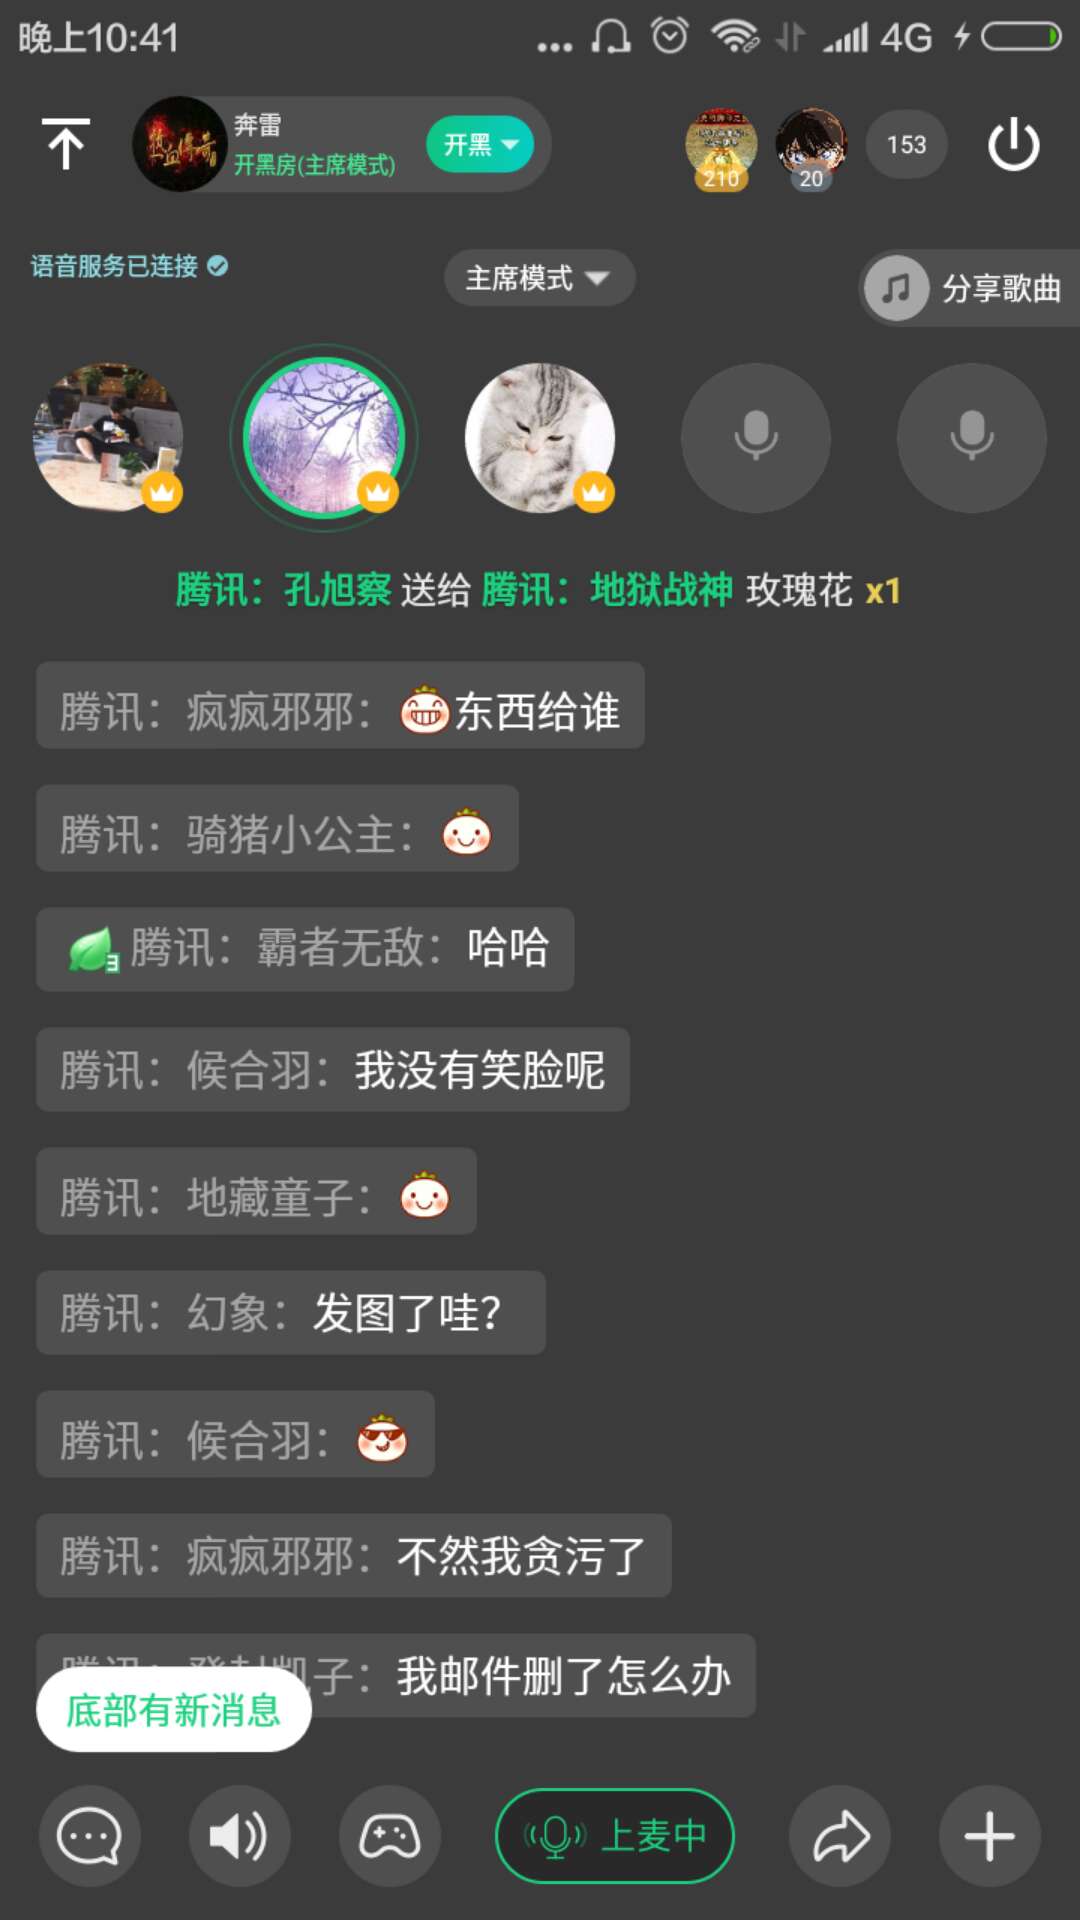 晚上10:41
4G
奔雷
开黑房(主席模式)
开黑
热血传奇
210
20
153
语音服务已连接
主席模式
分享歌曲
腾讯：孔旭察 送给 腾讯：地狱战神 玫瑰花 x1
腾讯：疯疯邪邪：东西给谁
腾讯：骑猪小公主：
3 腾讯：霸者无敌：哈哈
腾讯：候合羽：我没有笑脸呢
腾讯：地藏童子：
腾讯：幻象：发图了哇？
腾讯：候合羽：
腾讯：疯疯邪邪：不然我贪污了
子：我邮件删了怎么办
底部有新消息
上麦中